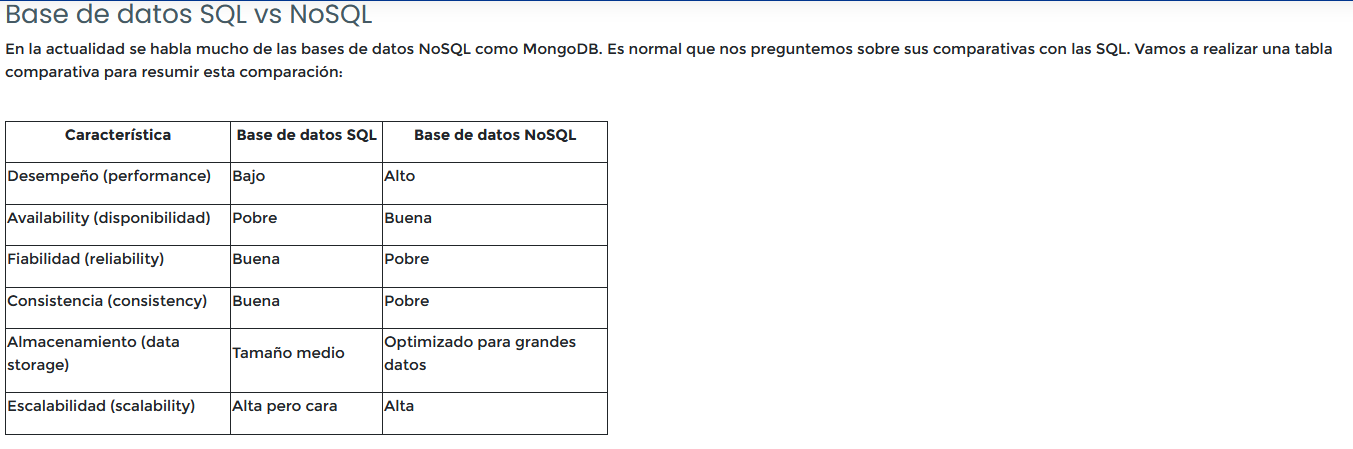 Base de datos SQL vs NoSQL
En la actualidad se habla mucho de las bases de datos NoSQL como MongoDB. Es normal que nos preguntemos sobre sus comparativas con las SQL. Vamos a realizar una tabla
comparativa para resumir esta comparación:
Característica Base de datos SQL Base de datos NoSQL
Desempeño (performance) Bajo Alto
Availability (disponibilidad) Pobre Buena
Fiabilidad (reliability) Buena Pobre
Consistencia (consistency) Buena Pobre
Almacenamiento (data
storage)
Tamaño medio
Optimizado para grandes
datos
Escalabilidad (scalability) Alta pero cara Alta